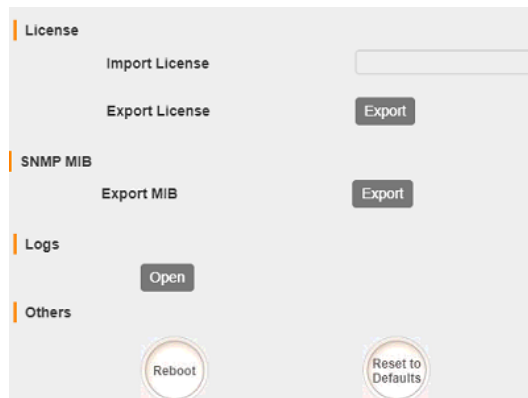 License
Import License
Export License Export
SNMP MIB
Export MIB Export
Logs
Open
Others
Reboot Reset to
Defaults